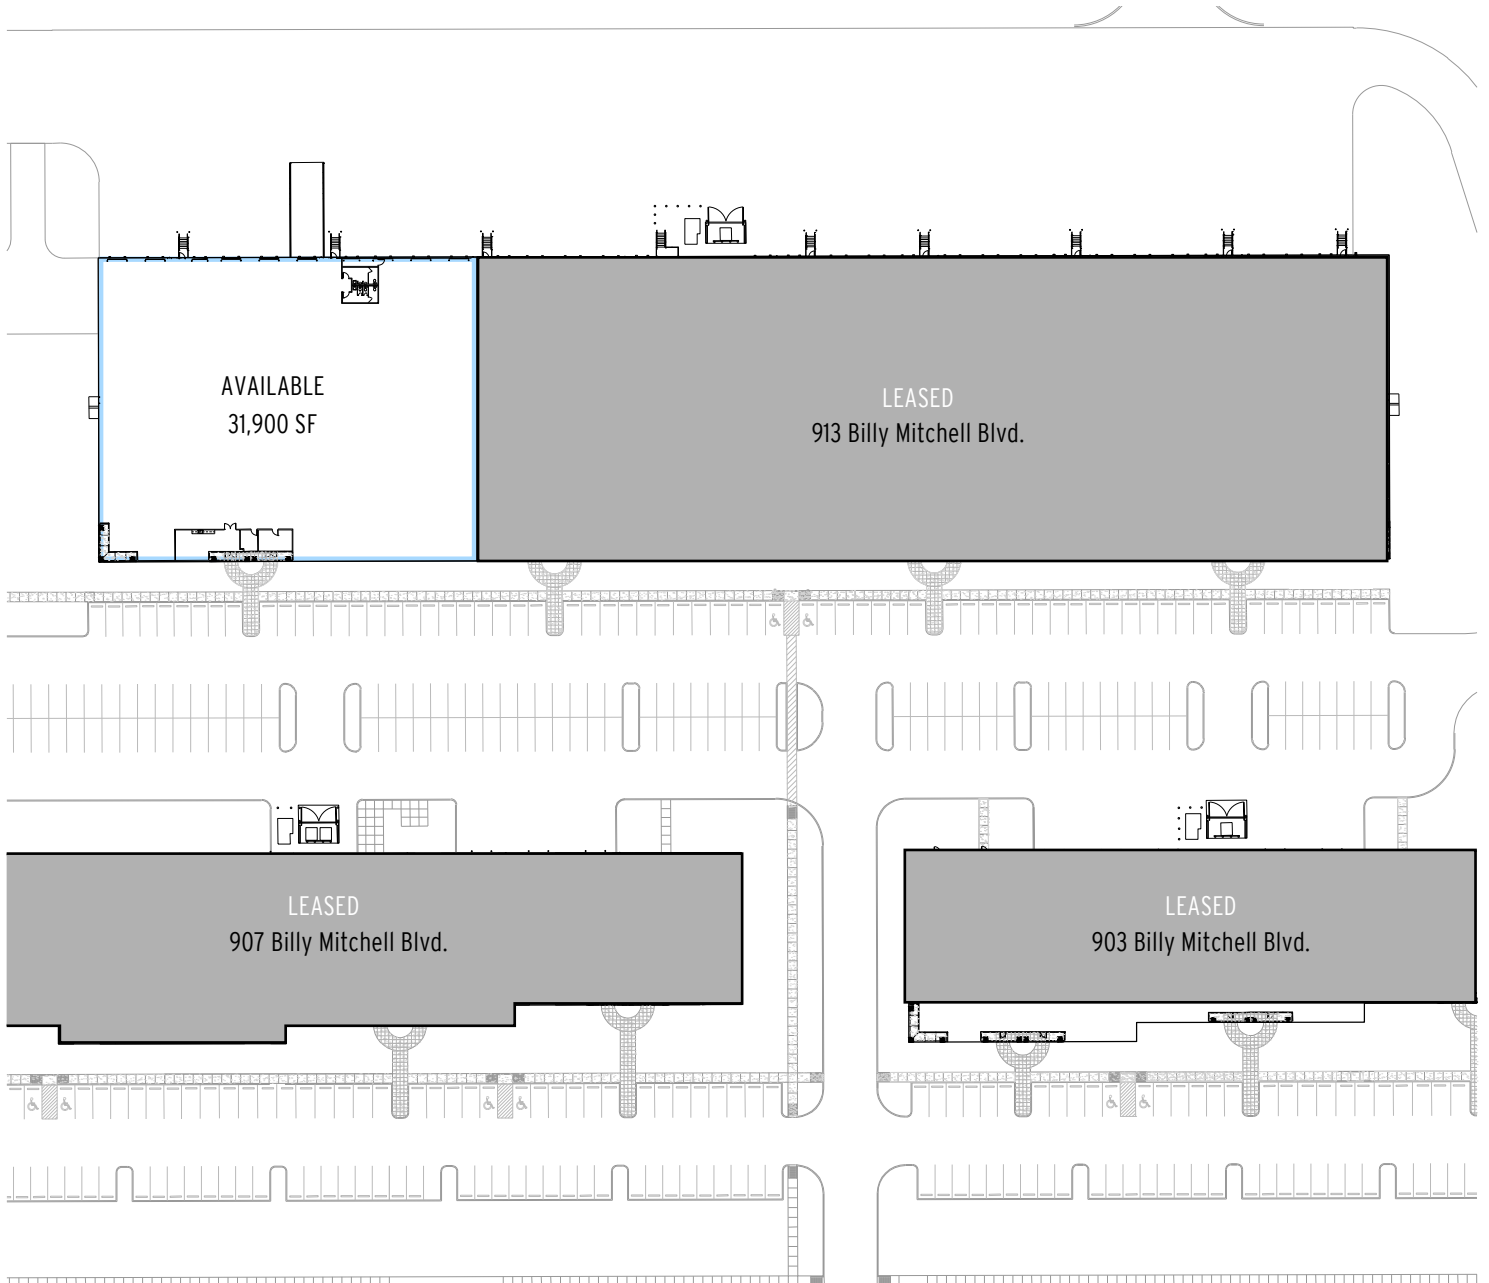 AVAILABLE
31,900 SF
LEASED
913 Billy Mitchell Blvd.
LEASED
907 Billy Mitchell Blvd.
LEASED
903 Billy Mitchell Blvd.